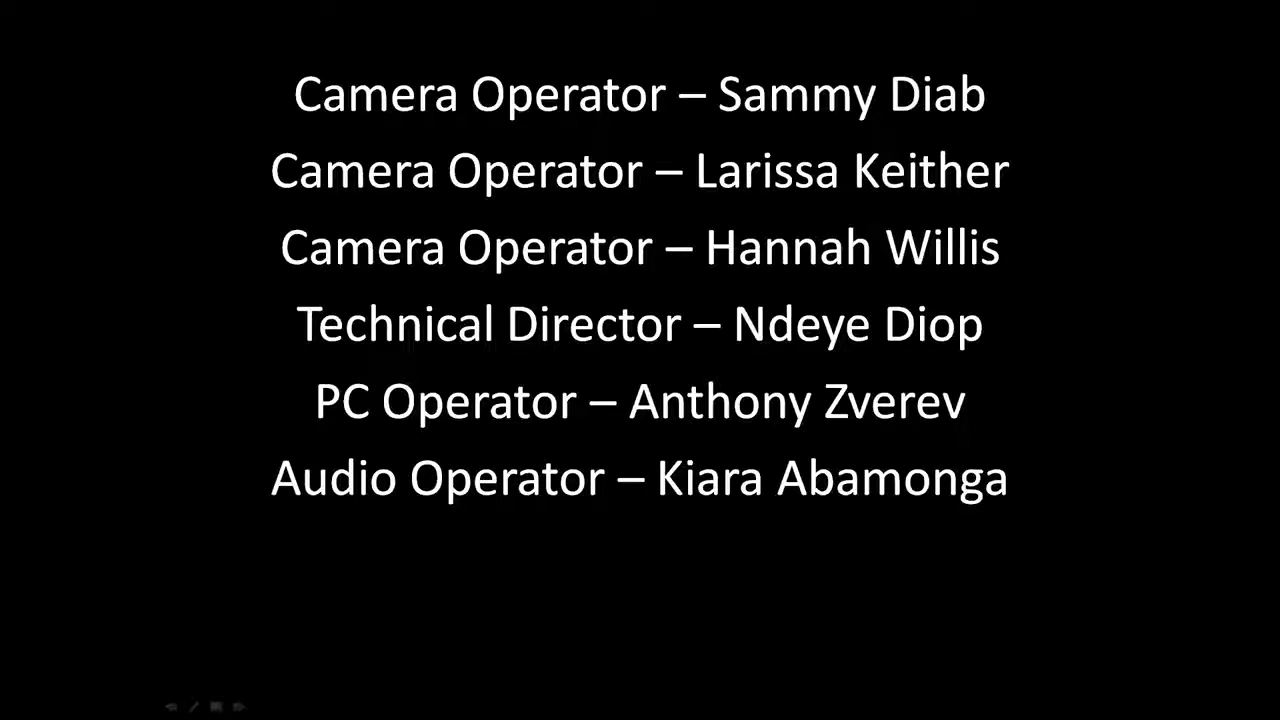 Camera Operator – Sammy Diab
Camera Operator – Larissa Keither
Camera Operator – Hannah Willis
Technical Director – Ndeye Diop
PC Operator – Anthony Zverev
Audio Operator – Kiara Abamonga